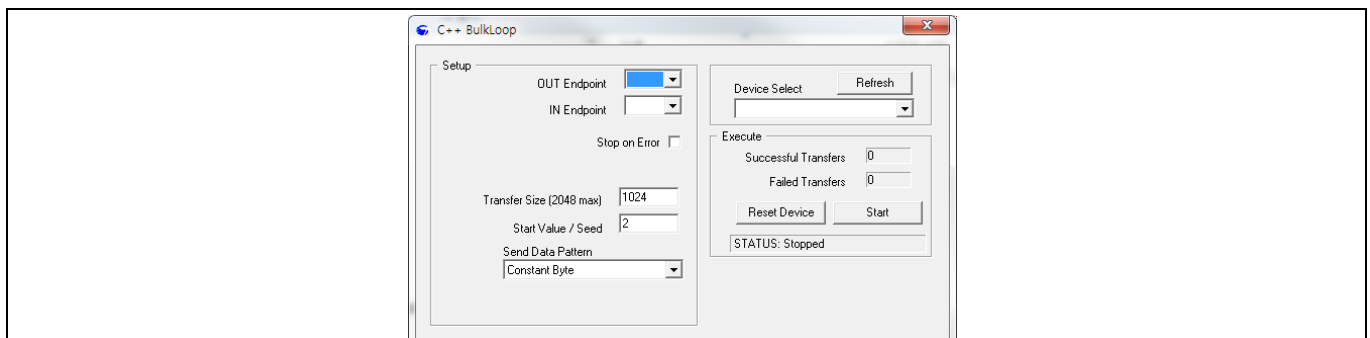 C++ BulkLoop
Setup
OUT Endpoint
IN Endpoint
Stop on Error
Transfer Size (2048 max) 1024
Start Value / Seed 2
Send Data Pattern
Constant Byte
Device Select Refresh
Execute
Successful Transfers 0
Failed Transfers 0
Reset Device Start
STATUS: Stopped